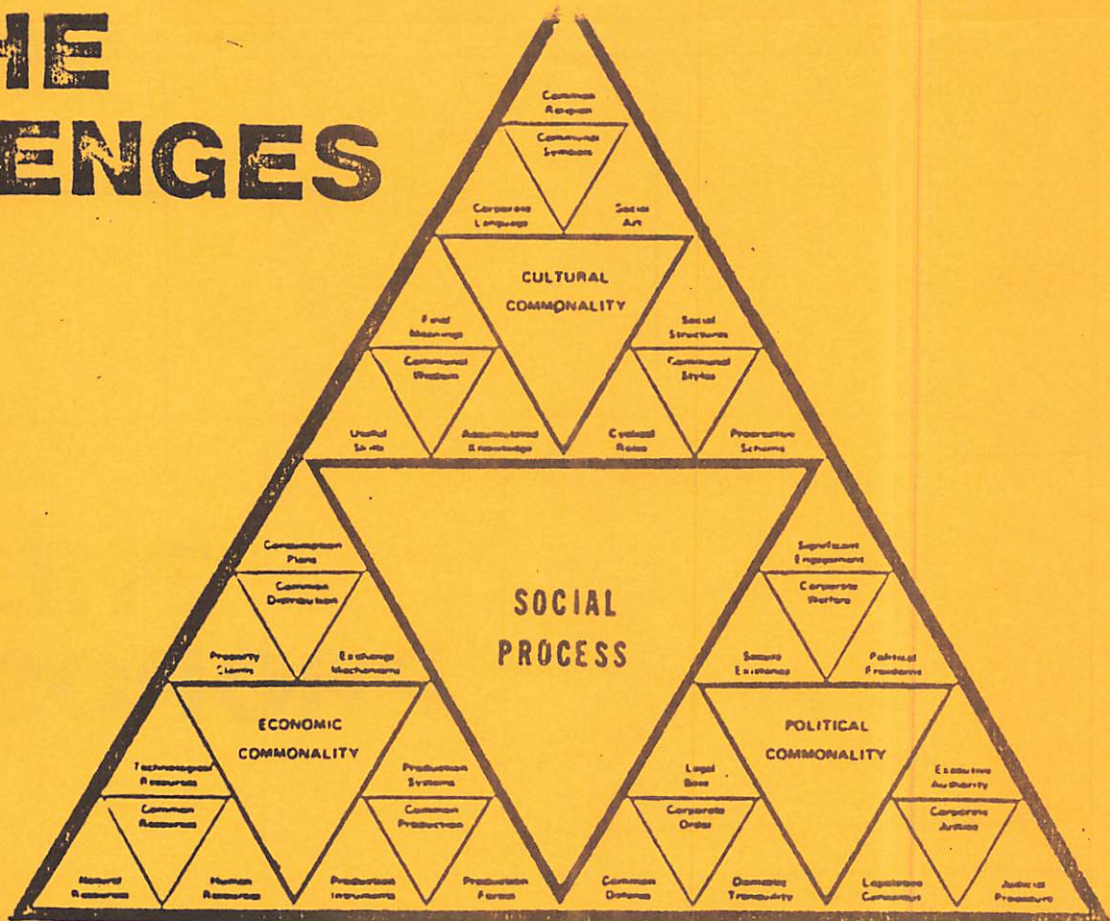 HE
ENGES
Common
Religion
Communal
Symbols
Corporate
Language
Social
Art
CULTURAL
COMMONALITY
Final
Meanings
Communal
Wisdom
Useful
Skills
Accumulated
Knowledge
Social
Structures
Communal
Styles
Cyclical
Roles
Procreative
Scheme
SOCIAL
PROCESS
Consumption
Plans
Common
Distribution
Property
Claims
Exchange
Mechanisms
ECONOMIC
COMMONALITY
Technological
Resources
Common
Resources
Natural
Resources
Human
Resources
Production
Systems
Common
Production
Production
Instruments
Production
Forces
Significant
Engagement
Corporate
Welfare
Secure
Existence
Political
Freedoms
POLITICAL
COMMONALITY
Legal
Base
Corporate
Order
Common
Defense
Domestic
Tranquility
Executive
Authority
Corporate
Justice
Legislative
Consensus
Judicial
Procedure